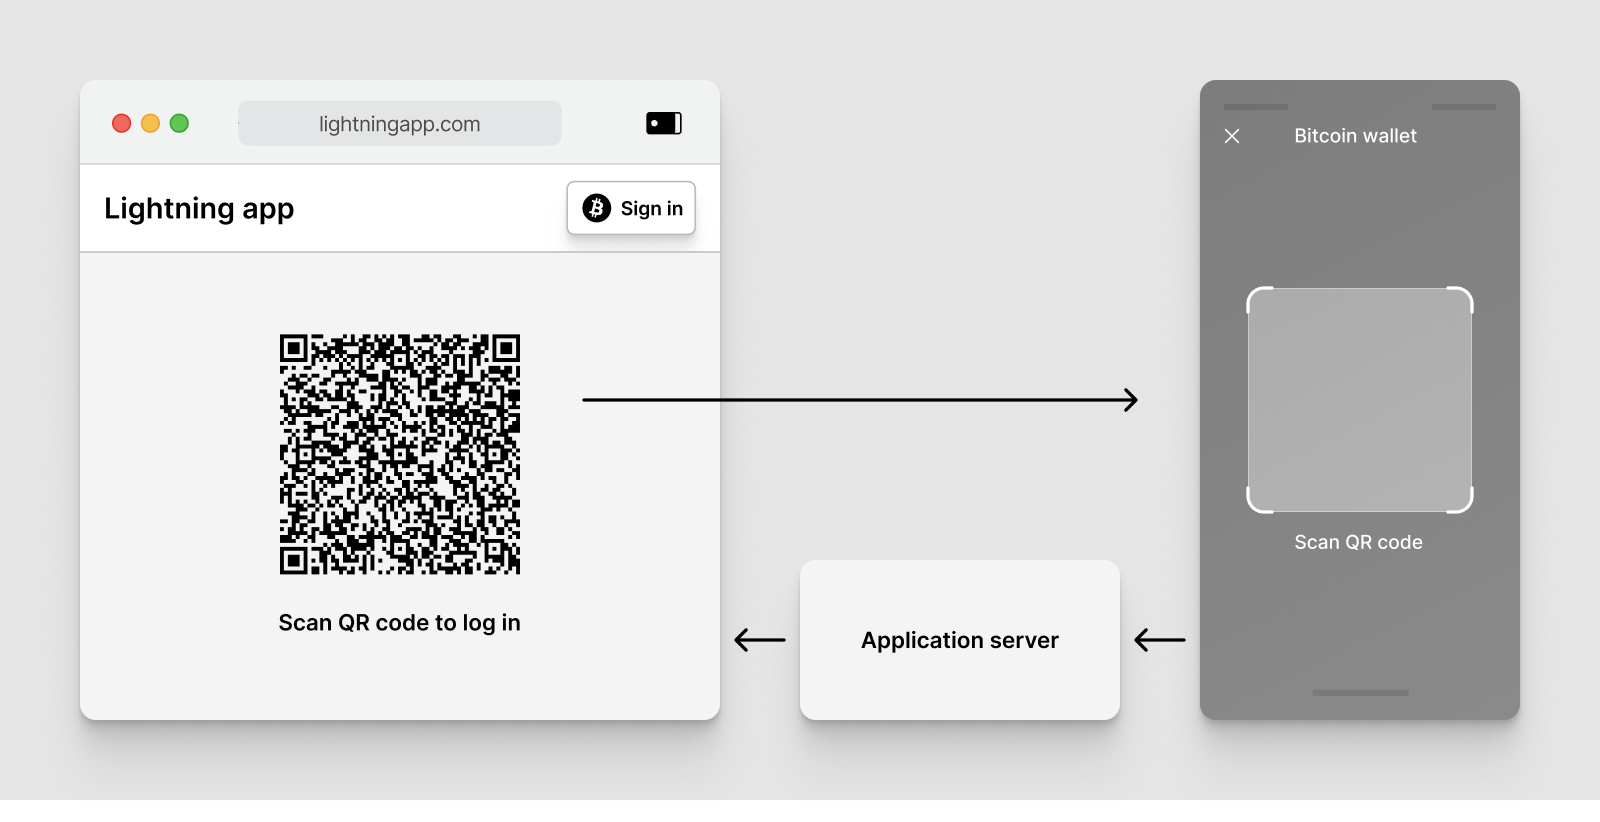 lightningapp.com
Lightning app
Sign in
Scan QR code to log in
Application server
Bitcoin wallet
Scan QR code